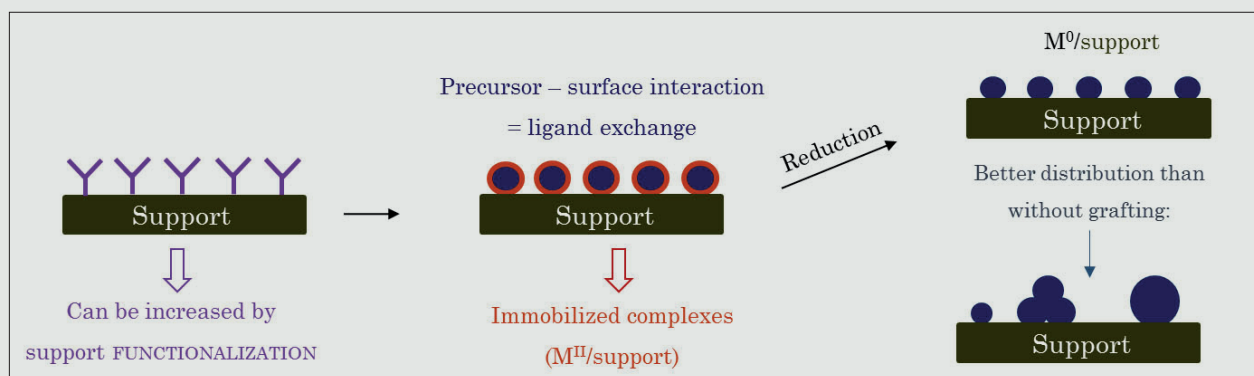 Support
Can be increased by
support FUNCTIONALIZATION
Precursor – surface interaction
= ligand exchange
Support
Immobilized complexes
(Mᴵᴵ/support)
Reduction
M⁰/support
Support
Better distribution than
without grafting:
Support